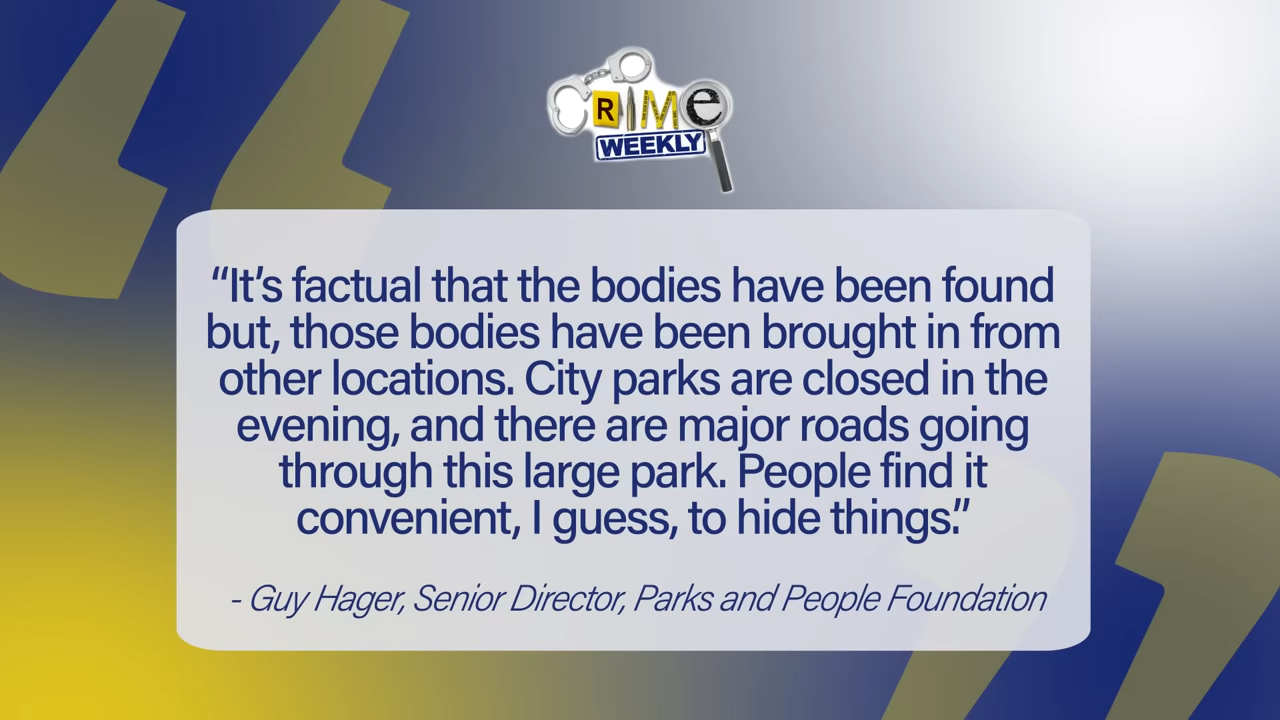 CRIMe
WEEKLY
“It’s factual that the bodies have been found
but, those bodies have been brought in from
other locations. City parks are closed in the
evening, and there are major roads going
through this large park. People find it
convenient, I guess, to hide things.”
- Guy Hager, Senior Director, Parks and People Foundation